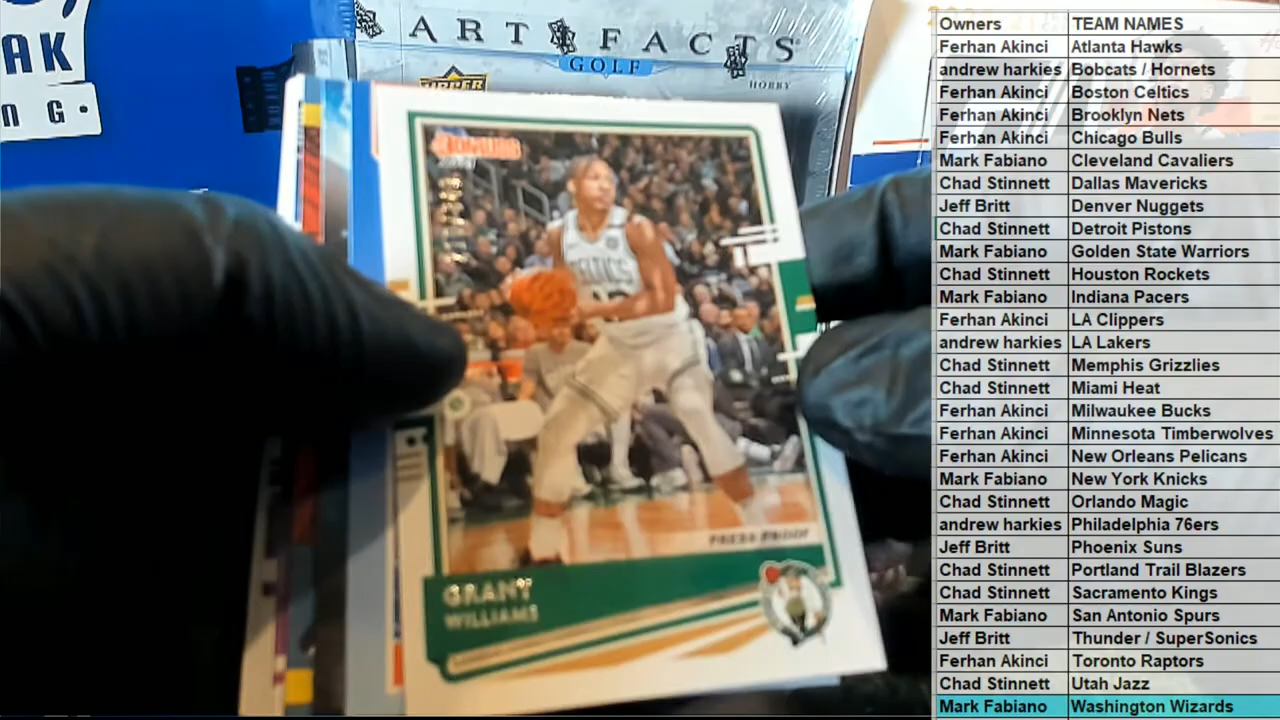 AK
N G .
ARTIFACTS
GOLF
UPPER
HOBBY
DONRUSS
CELTICS
PRESS PROOF
GRANT
WILLIAMS
Owners TEAM NAMES
Ferhan Akinci Atlanta Hawks
andrew harkies Bobcats / Hornets
Ferhan Akinci Boston Celtics
Ferhan Akinci Brooklyn Nets
Ferhan Akinci Chicago Bulls
Mark Fabiano Cleveland Cavaliers
Chad Stinnett Dallas Mavericks
Jeff Britt Denver Nuggets
Chad Stinnett Detroit Pistons
Mark Fabiano Golden State Warriors
Chad Stinnett Houston Rockets
Mark Fabiano Indiana Pacers
Ferhan Akinci LA Clippers
andrew harkies LA Lakers
Chad Stinnett Memphis Grizzlies
Chad Stinnett Miami Heat
Ferhan Akinci Milwaukee Bucks
Ferhan Akinci Minnesota Timberwolves
Ferhan Akinci New Orleans Pelicans
Mark Fabiano New York Knicks
Chad Stinnett Orlando Magic
andrew harkies Philadelphia 76ers
Jeff Britt Phoenix Suns
Chad Stinnett Portland Trail Blazers
Chad Stinnett Sacramento Kings
Mark Fabiano San Antonio Spurs
Jeff Britt Thunder / SuperSonics
Ferhan Akinci Toronto Raptors
Chad Stinnett Utah Jazz
Mark Fabiano Washington Wizards